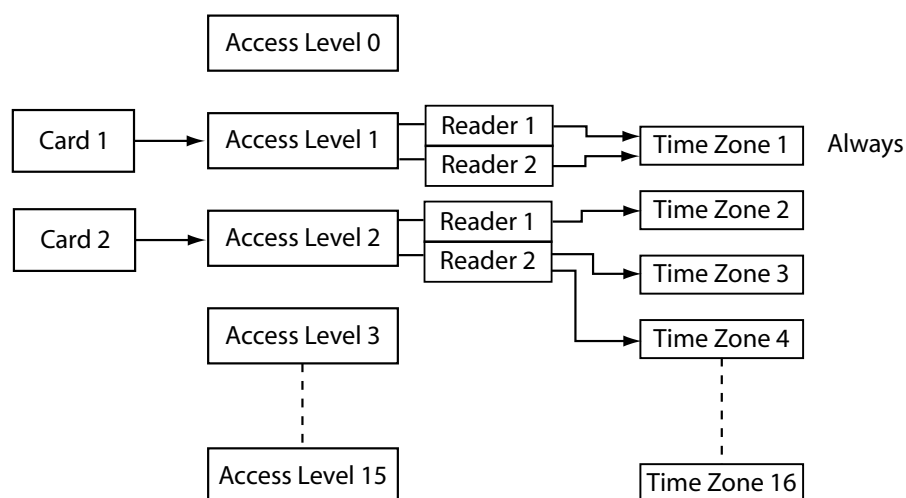 Access Level 0
Card 1
Access Level 1
Reader 1
Reader 2
Time Zone 1
Always
Card 2
Access Level 2
Reader 1
Reader 2
Time Zone 2
Time Zone 3
Access Level 3
Time Zone 4
Access Level 15
Time Zone 16